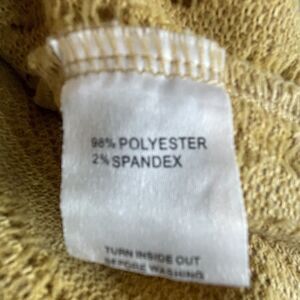 98% POLYESTER
2% SPANDEX
TURN INSIDE OUT
BEFORE WASHING